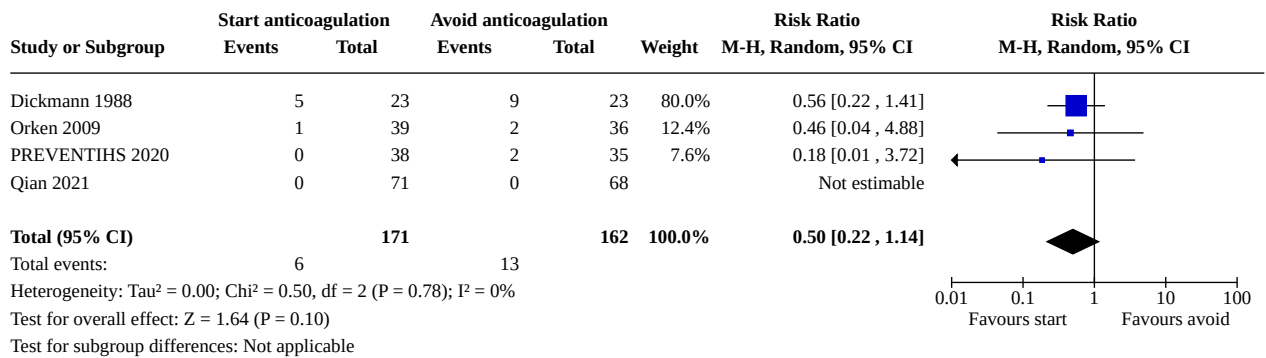 Start anticoagulation Avoid anticoagulation Risk Ratio Risk Ratio
Study or Subgroup Events Total Events Total Weight M-H, Random, 95% CI M-H, Random, 95% CI
Dickmann 1988 5 23 9 23 80.0% 0.56 [0.22 , 1.41]
Orken 2009 1 39 2 36 12.4% 0.46 [0.04 , 4.88]
PREVENTIHS 2020 0 38 2 35 7.6% 0.18 [0.01 , 3.72]
Qian 2021 0 71 0 68 Not estimable
Total (95% CI) 171 162 100.0% 0.50 [0.22 , 1.14]
Total events: 6 13
Heterogeneity: Tau² = 0.00; Chi² = 0.50, df = 2 (P = 0.78); I² = 0%
0.01 0.1 1 10 100
Test for overall effect: Z = 1.64 (P = 0.10) Favours start Favours avoid
Test for subgroup differences: Not applicable